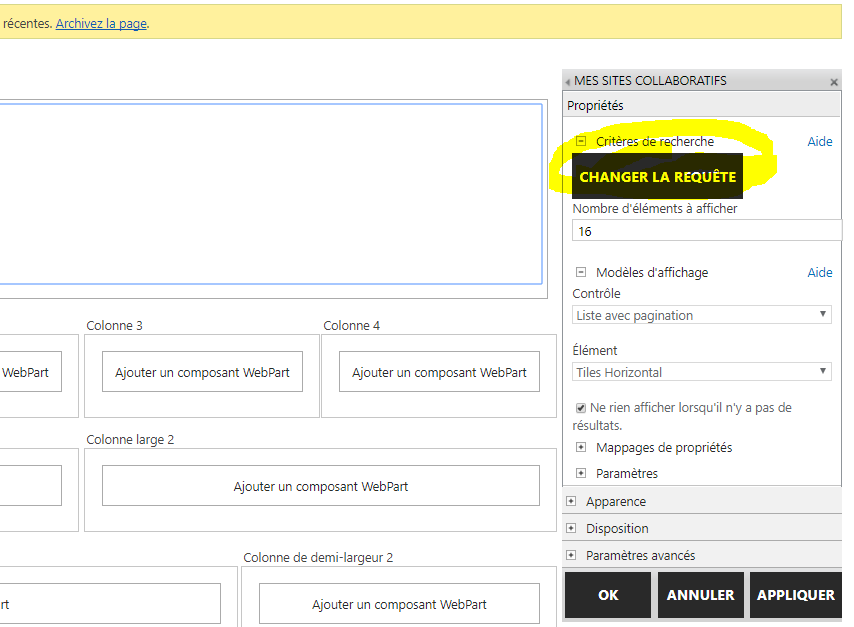 récentes. Archivez la page.
MES SITES COLLABORATIFS
Propriétés
Critères de recherche Aide
CHANGER LA REQUÊTE
Nombre d'éléments à afficher
16
Modèles d'affichage Aide
Contrôle
Liste avec pagination
Élément
Tiles Horizontal
Ne rien afficher lorsqu'il n'y a pas de
résultats.
Mappages de propriétés
Paramètres
Apparence
Disposition
Paramètres avancés
OK ANNULER APPLIQUER
Colonne 3 Colonne 4
WebPart Ajouter un composant WebPart Ajouter un composant WebPart
Colonne large 2
Ajouter un composant WebPart
Colonne de demi-largeur 2
rt Ajouter un composant WebPart